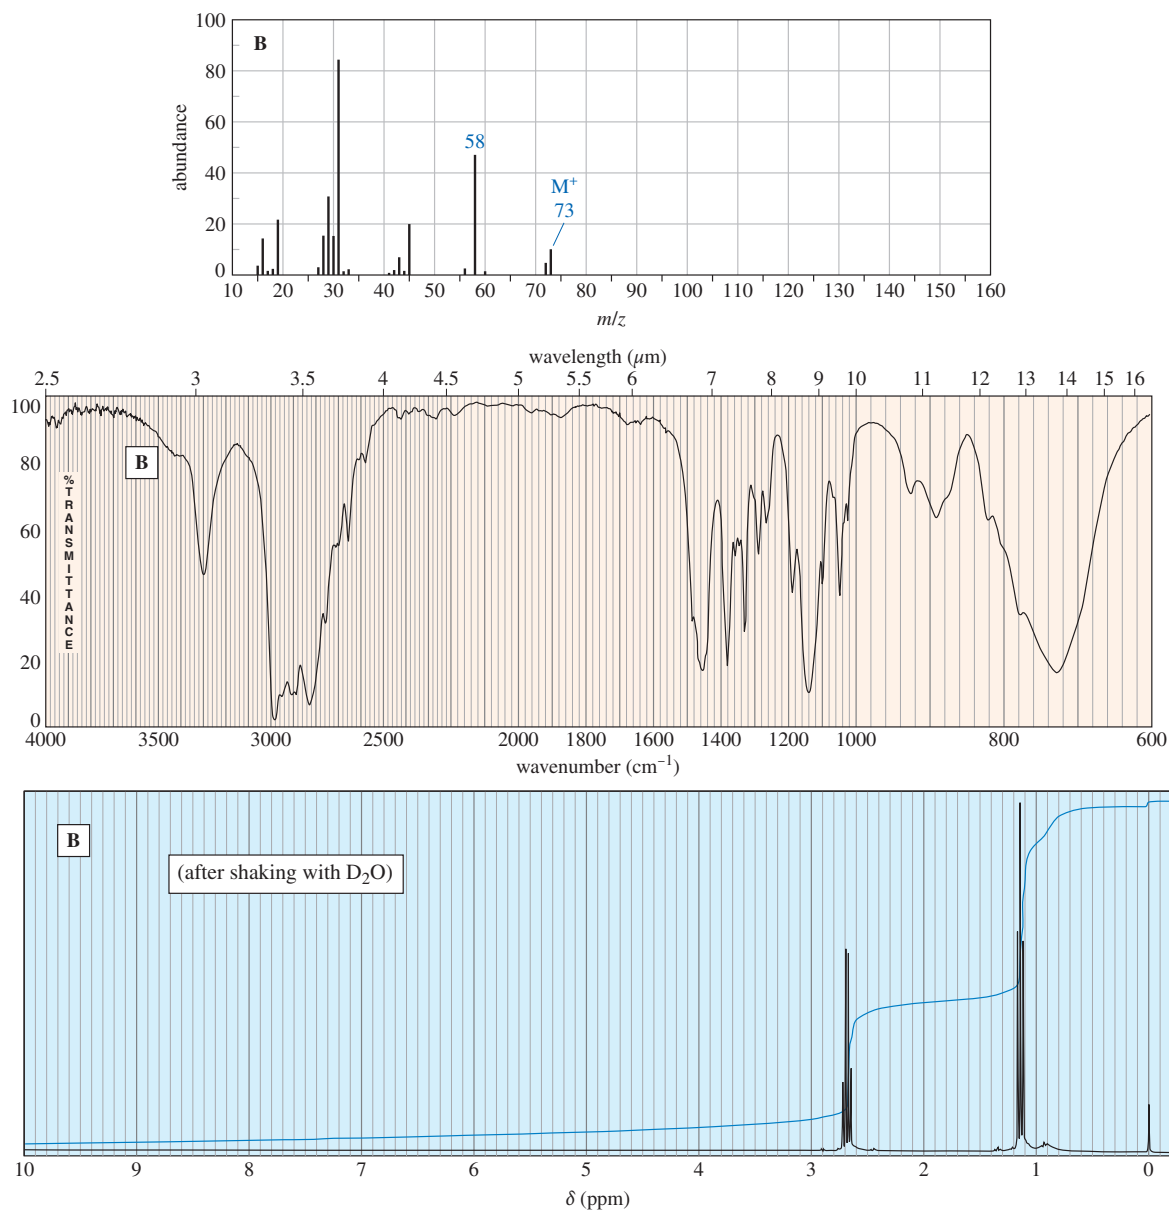 100
80
60
40
20
0
abundance
B
58
M+
73
10 20 30 40 50 60 70 80 90 100 110 120 130 140 150 160
m/z
wavelength (μm)
2.5 3 3.5 4 4.5 5 5.5 6 7 8 9 10 11 12 13 14 15 16
100
80
60
40
20
0
B
%TRANSMITTANCE
4000 3500 3000 2500 2000 1800 1600 1400 1200 1000 800 600
wavenumber (cm−1)
B
(after shaking with D2O)
10 9 8 7 6 5 4 3 2 1 0
δ (ppm)